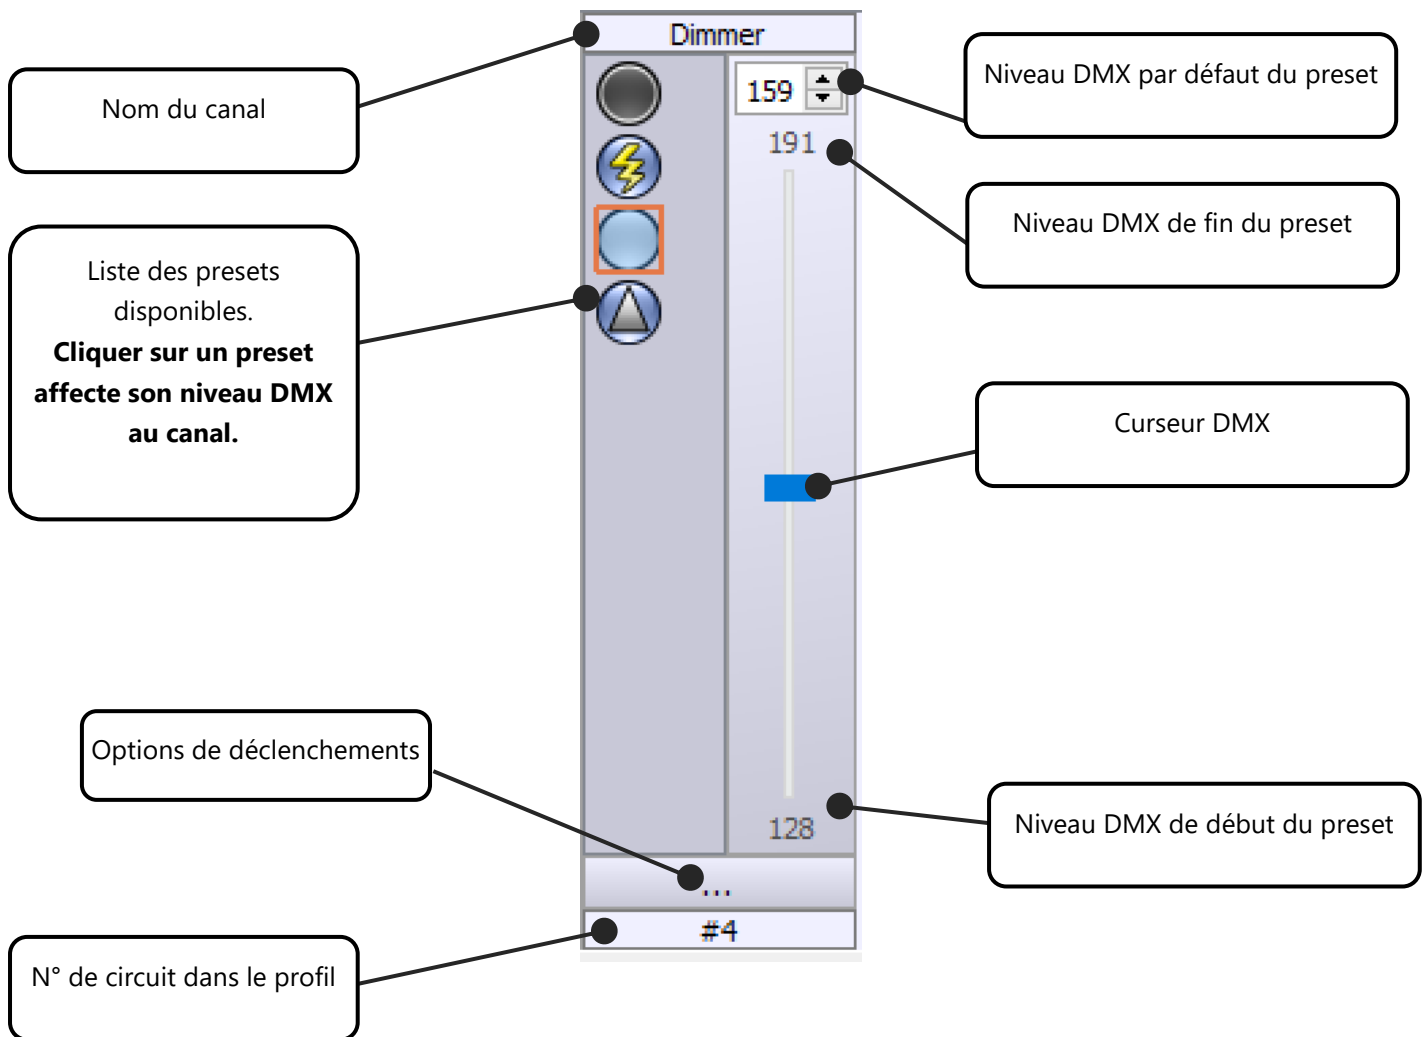 Dimmer
Nom du canal
159
Niveau DMX par défaut du preset
191
Niveau DMX de fin du preset
Liste des presets
disponibles.
Cliquer sur un preset
affecte son niveau DMX
au canal.
Curseur DMX
Options de déclenchements
128
Niveau DMX de début du preset
...
#4
N° de circuit dans le profil